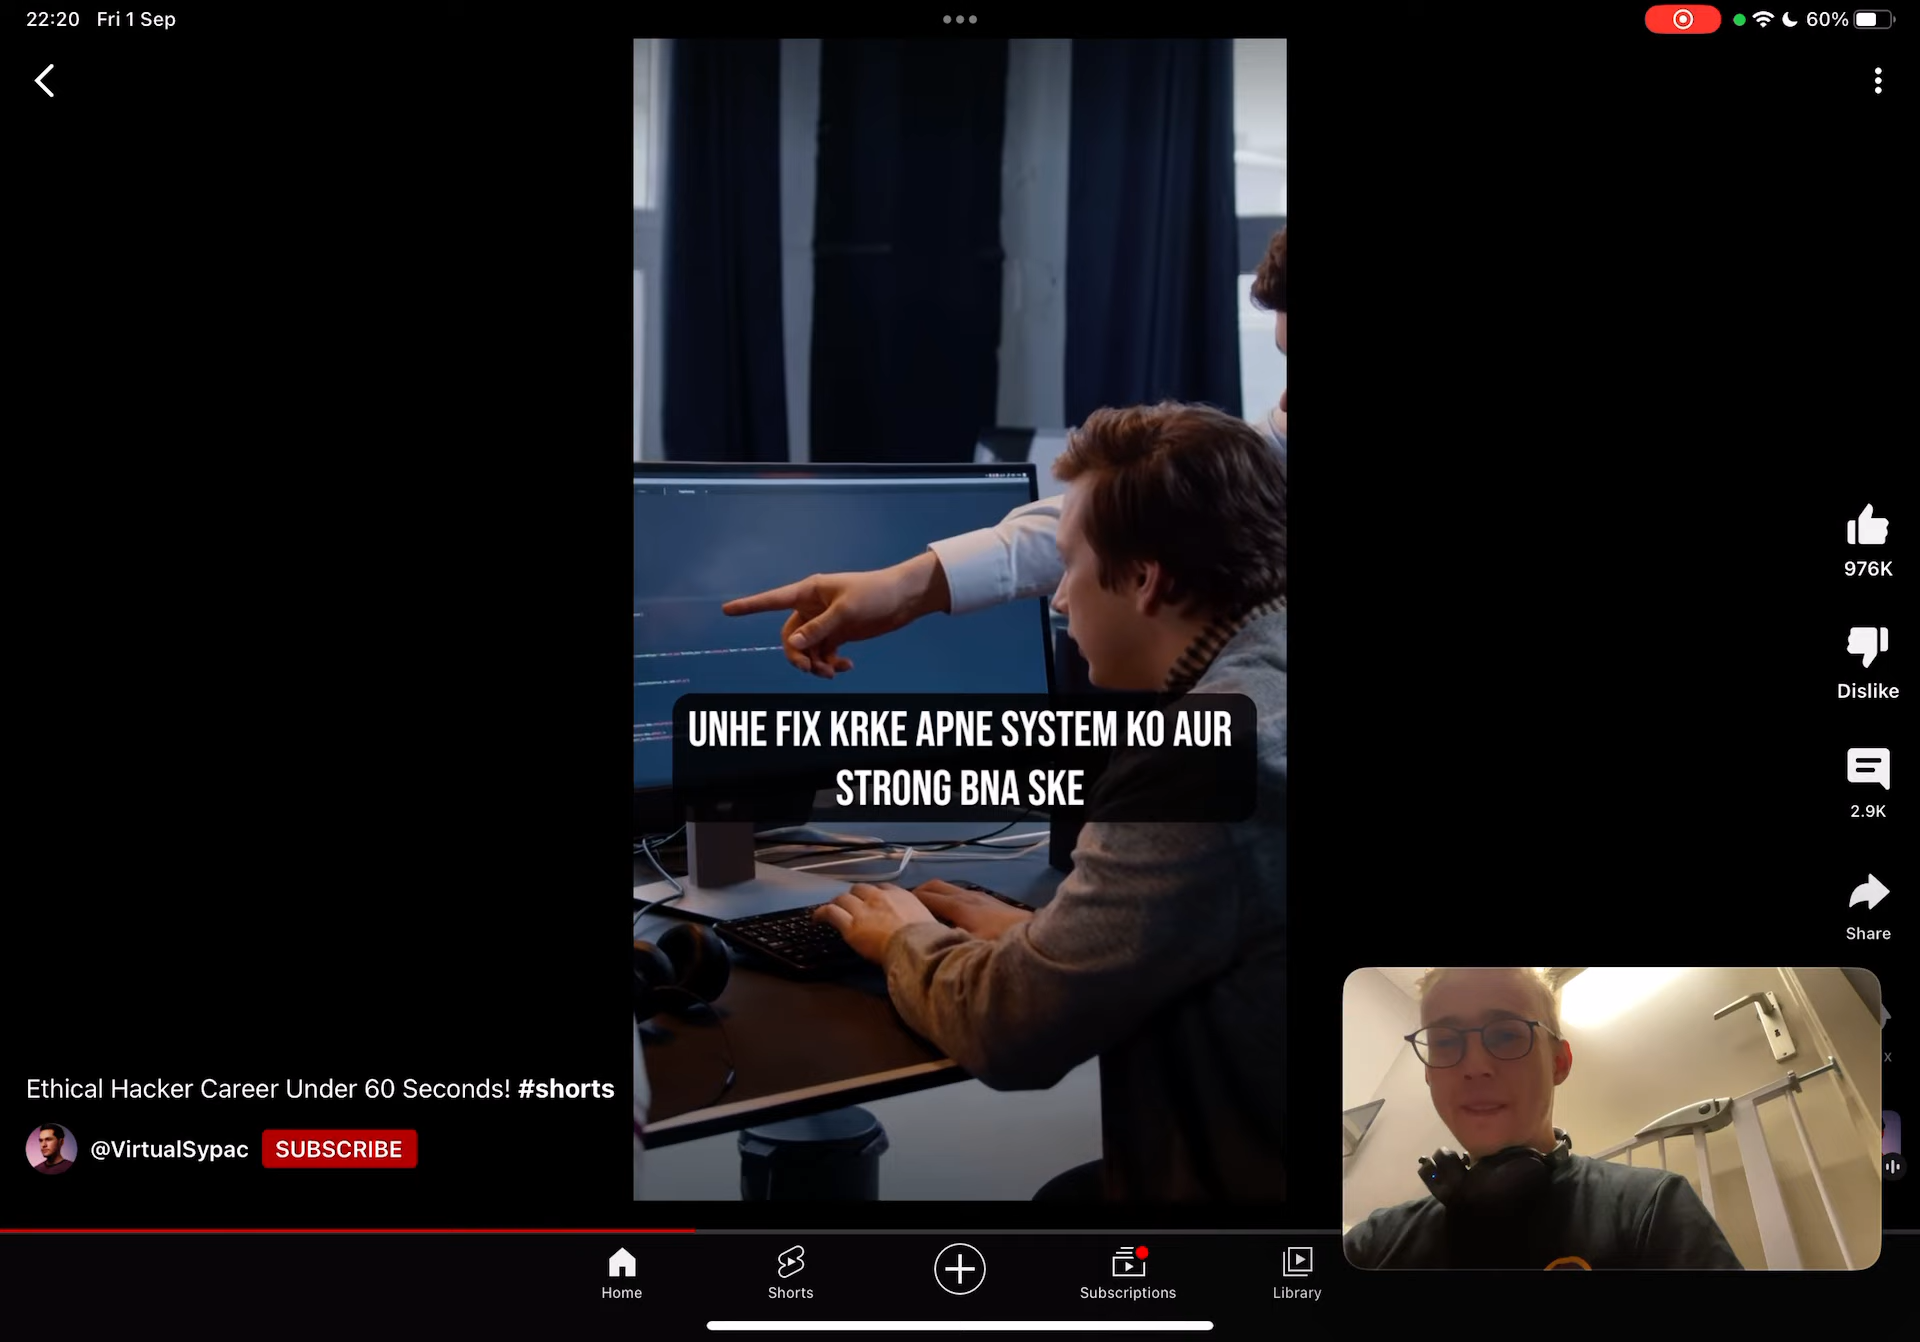 22:20 Fri 1 Sep
60%
UNHE FIX KRKE APNE SYSTEM KO AUR
STRONG BNA SKE
976K
Dislike
2.9K
Share
Ethical Hacker Career Under 60 Seconds! #shorts
@VirtualSypac SUBSCRIBE
Home Shorts Subscriptions Library